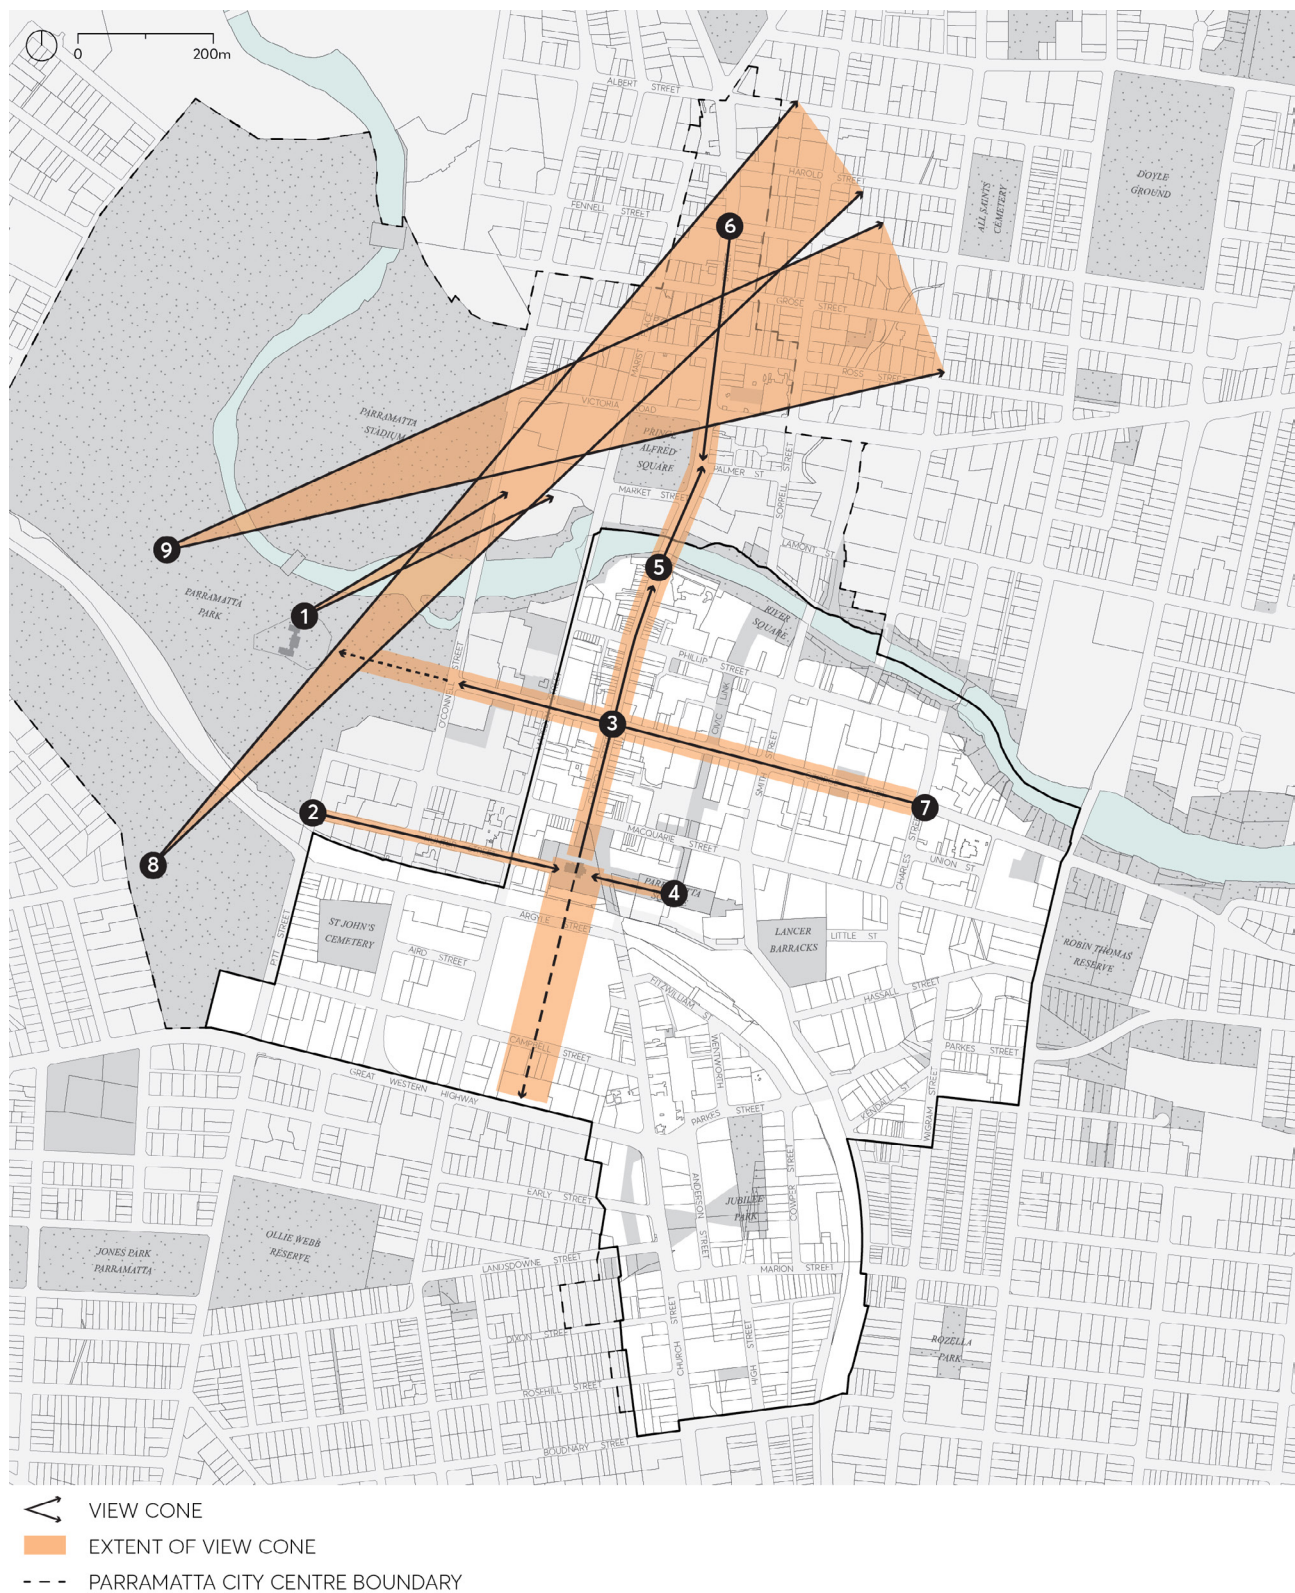 0 200m
ALBERT STREET
HAROLD STREET
FENNELL STREET
ALL SAINTS
CEMETERY
DOYLE
GROUND
6
GROSE STREET
ROSS STREET
MARIST
VICTORIA ROAD
PARRAMATTA
STADIUM
PRINCE
ALFRED
SQUARE
PALMER ST
MARKET STREET
SORRELL STREET
LAMONT ST
9
5
PARRAMATTA
PARK
1
RIVER
SQUARE
O'CONNELL STREET
PHILLIP STREET
CIVIC LINK
3
SMITH STREET
7
2
MACQUARIE STREET
CHARLES STREET
UNION ST
8
4
ARGYLE STREET
PITT STREET
ST JOHN'S
CEMETERY
AIRD STREET
LANCER
BARRACKS
LITTLE ST
ROBIN THOMAS
RESERVE
HASSALL STREET
FITZWILLIAM ST
WENTWORTH
CAMPBELL STREET
PARKES STREET
GREAT WESTERN HIGHWAY
KENDALL ST
WIGRAM STREET
PARKES STREET
EARLY STREET
ANDERSON STREET
COWPER STREET
JUBILEE
PARK
OLLIE WEBB
RESERVE
JONES PARK
PARRAMATTA
LANDSDOWNE STREET
MARION STREET
DIXON STREET
CHURCH STREET
HIGH STREET
ROZELLA
PARK
ROSEHILL STREET
BOUDNARY STREET
VIEW CONE
EXTENT OF VIEW CONE
PARRAMATTA CITY CENTRE BOUNDARY